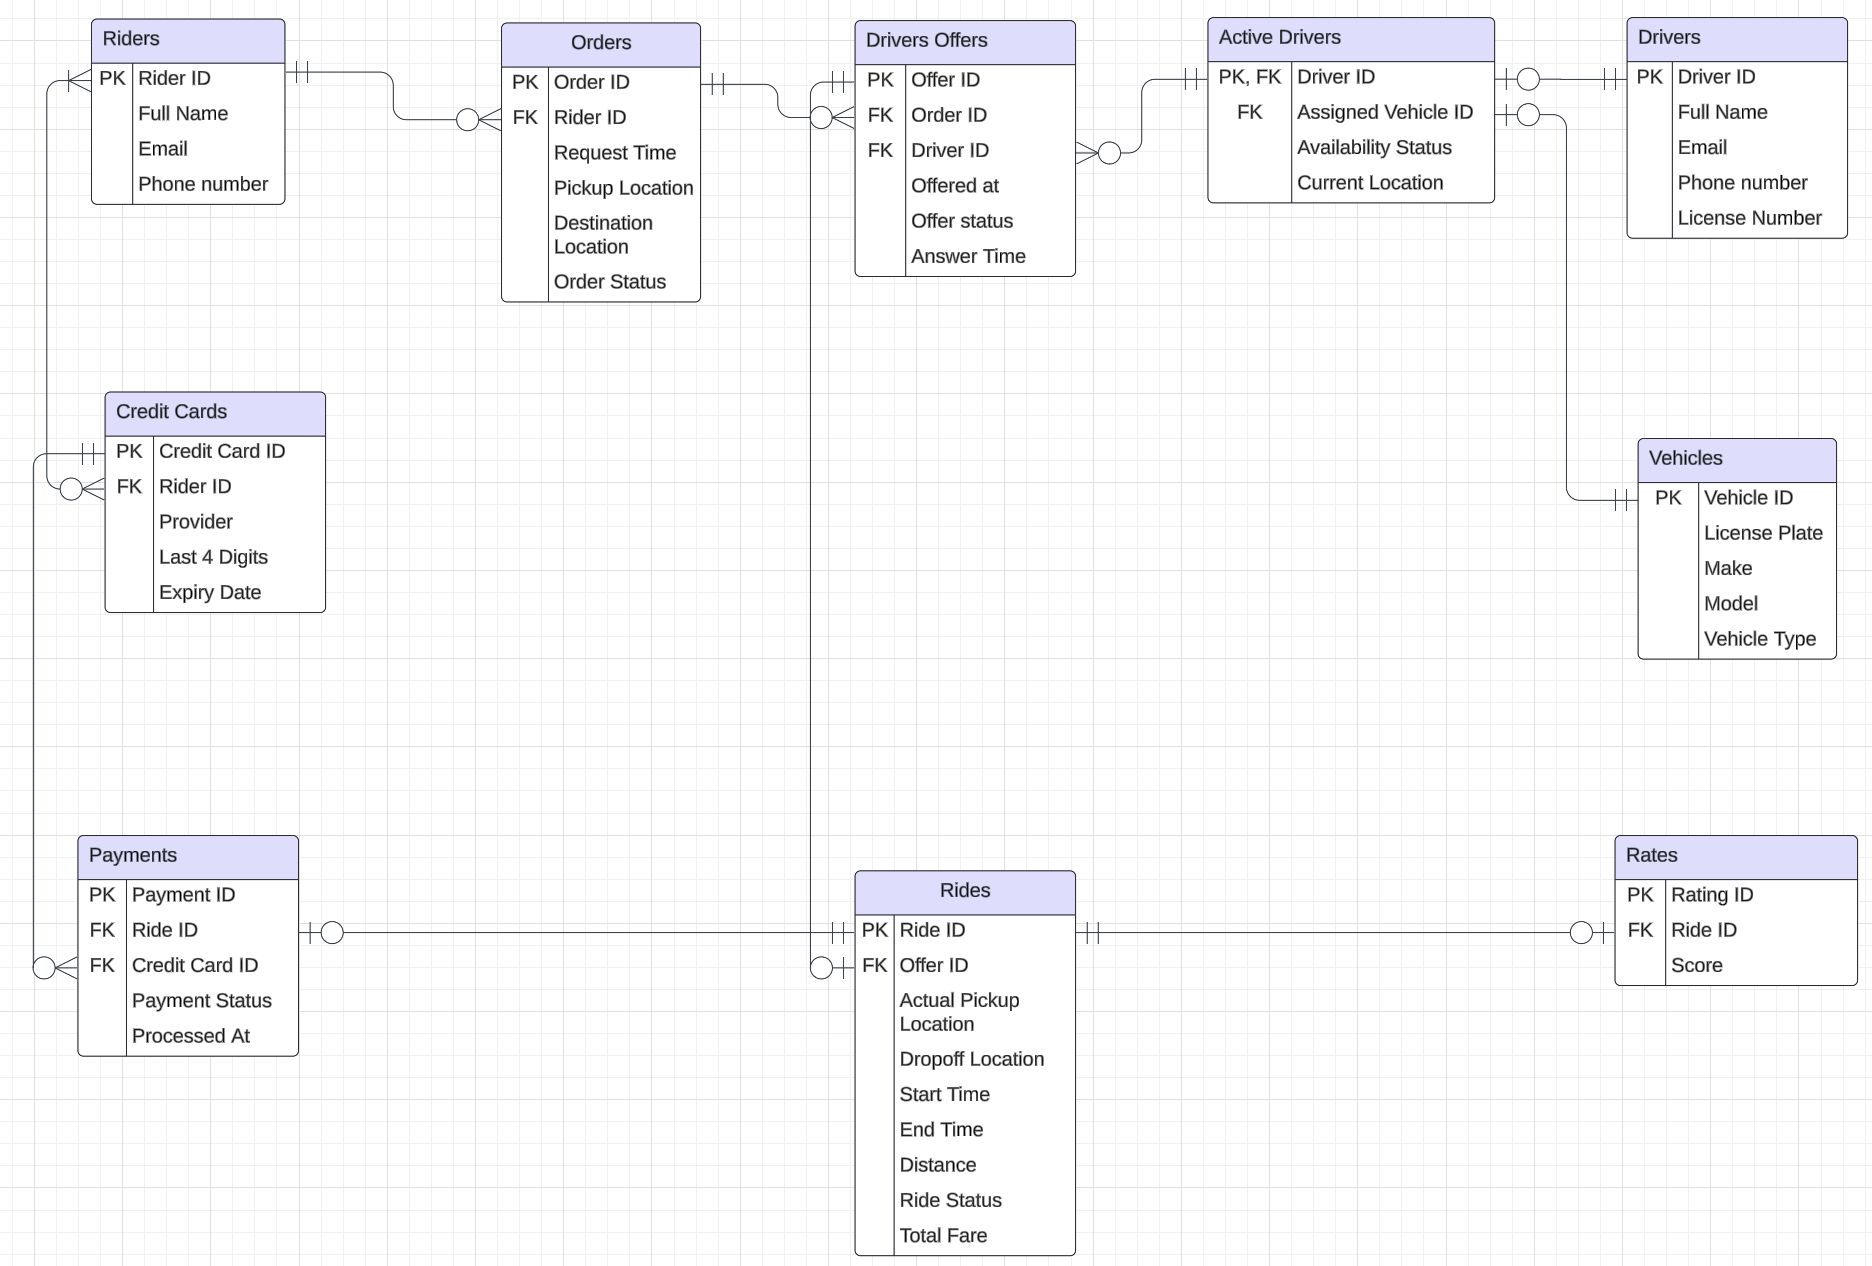 Riders
PK Rider ID
Full Name
Email
Phone number
Orders
PK Order ID
FK Rider ID
Request Time
Pickup Location
Destination
Location
Order Status
Drivers Offers
PK Offer ID
FK Order ID
FK Driver ID
Offered at
Offer status
Answer Time
Active Drivers
PK, FK Driver ID
FK Assigned Vehicle ID
Availability Status
Current Location
Drivers
PK Driver ID
Full Name
Email
Phone number
License Number
Credit Cards
PK Credit Card ID
FK Rider ID
Provider
Last 4 Digits
Expiry Date
Vehicles
PK Vehicle ID
License Plate
Make
Model
Vehicle Type
Payments
PK Payment ID
FK Ride ID
FK Credit Card ID
Payment Status
Processed At
Rides
PK Ride ID
FK Offer ID
Actual Pickup
Location
Dropoff Location
Start Time
End Time
Distance
Ride Status
Total Fare
Rates
PK Rating ID
FK Ride ID
Score